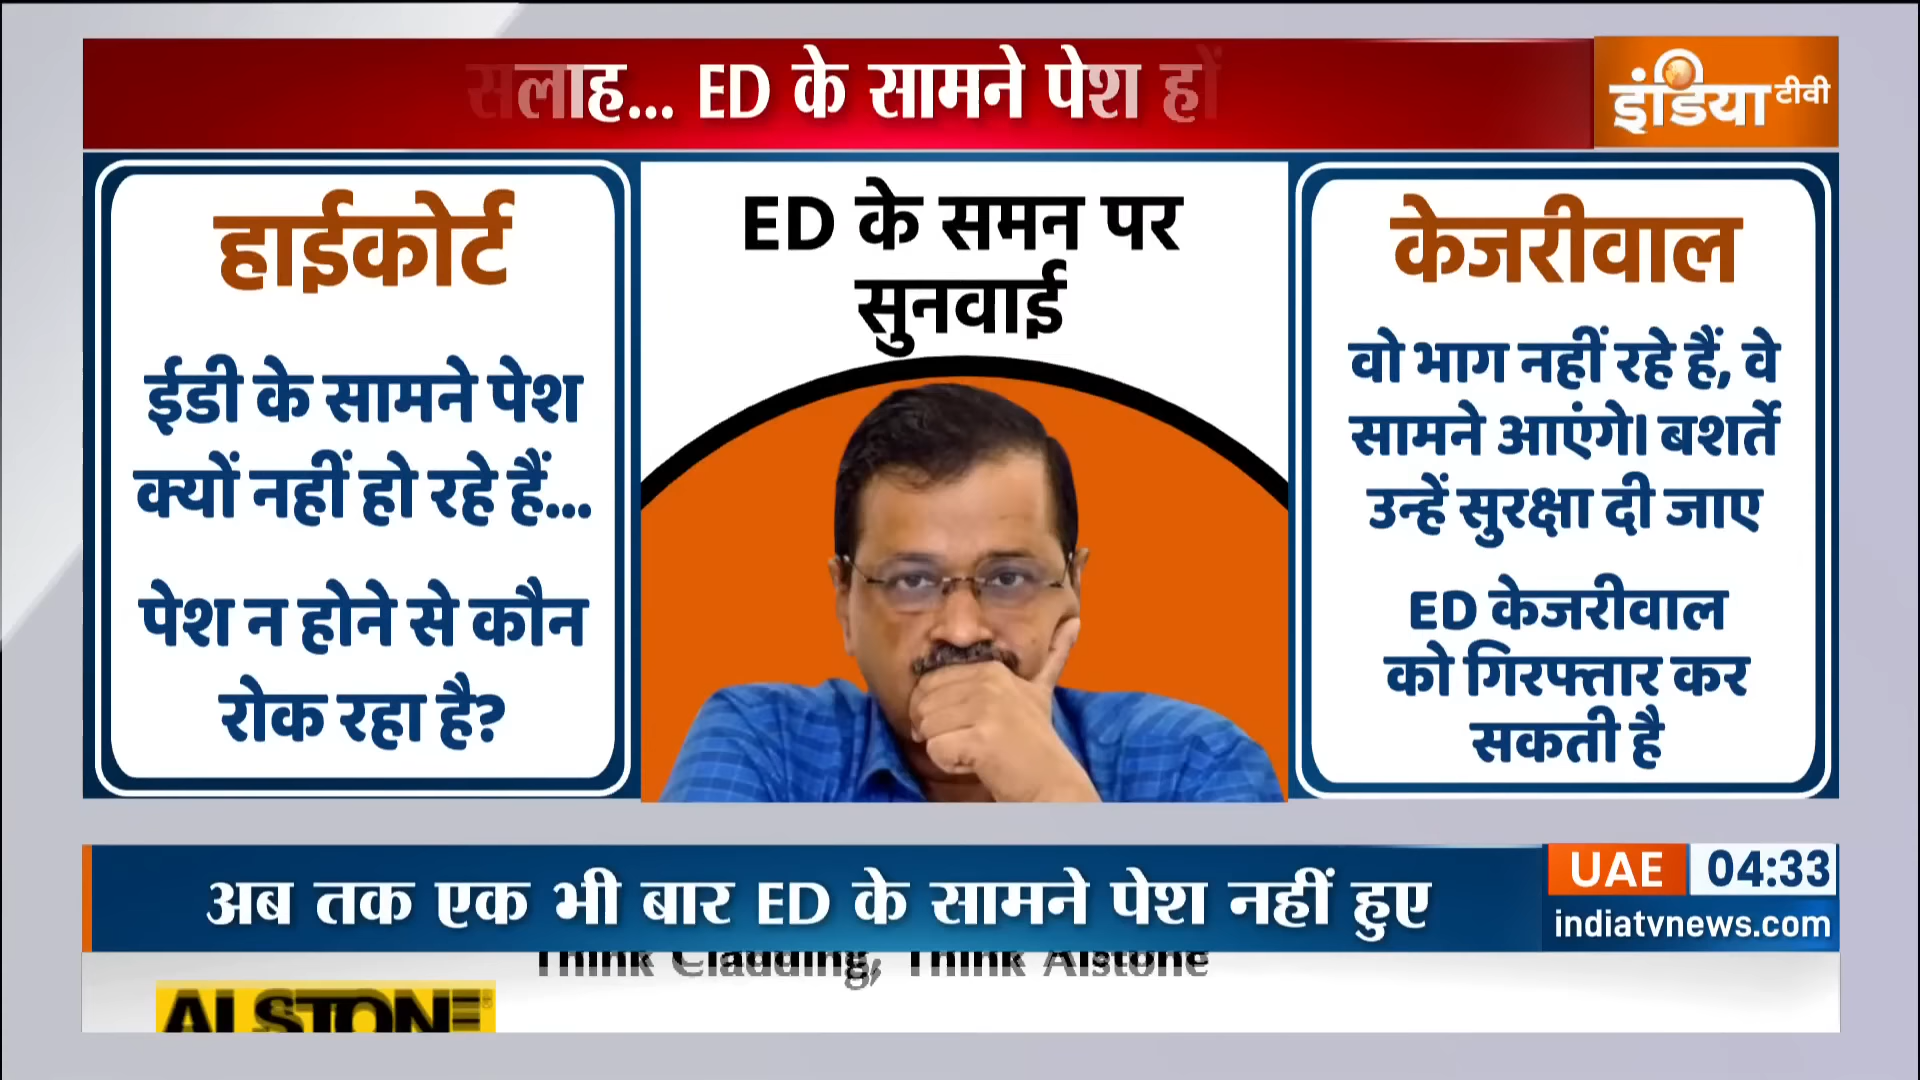 सलाह... ED के सामने पेश हों
इंडिया टीवी
हाईकोर्ट
ईडी के सामने पेश
क्यों नहीं हो रहे हैं...
पेश न होने से कौन
रोक रहा है?
ED के समन पर
सुनवाई
केजरीवाल
वो भाग नहीं रहे हैं, वे
सामने आएंगे। बशर्ते
उन्हें सुरक्षा दी जाए
ED केजरीवाल
को गिरफ्तार कर
सकती है
अब तक एक भी बार ED के सामने पेश नहीं हुए
UAE 04:33
indiatvnews.com
Think Cladding, Think Alstone
ALSTONE